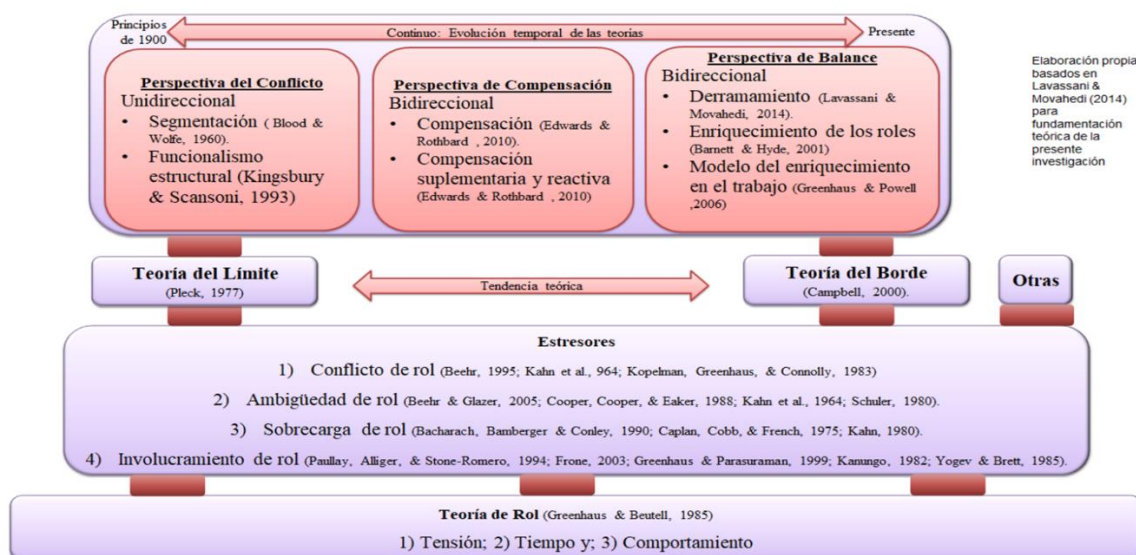 Principios
de 1900
Continuo: Evolución temporal de las teorias
Presente
Perspectiva del Conflicto
Unidireccional
• Segmentación ( Blood &
Wolfe, 1960).
• Funcionalismo
estructural (Kingsbury
& Scansoni, 1993)
Perspectiva de Compensación
Bidireccional
• Compensación (Edwards &
Rothbard , 2010).
• Compensación
suplementaria y reactiva
(Edwards & Rothbard , 2010)
Perspectiva de Balance
Bidireccional
• Derramamiento (Lavassani &
Movahedi, 2014).
• Enriquecimiento de los roles
(Barnett & Hyde, 2001)
• Modelo del enriquecimiento
en el trabajo (Greenhaus & Powell
,2006)
Elaboración propia
basados en
Lavassani &
Movahedi (2014)
para
fundamentación
teórica de la
presente
investigación
Teoría del Límite
(Pleck, 1977)
Tendencia teórica
Teoría del Borde
(Campbell, 2000).
Otras
Estresores
1) Conflicto de rol (Beehr, 1995; Kahn et al., 964; Kopelman, Greenhaus, & Connolly, 1983)
2) Ambigüedad de rol (Beehr & Glazer, 2005; Cooper, Cooper, & Eaker, 1988; Kahn et al., 1964; Schuler, 1980).
3) Sobrecarga de rol (Bacharach, Bamberger & Conley, 1990; Caplan, Cobb, & French, 1975; Kahn, 1980).
4) Involucramiento de rol (Paullay, Alliger, & Stone-Romero, 1994; Frone, 2003; Greenhaus & Parasuraman, 1999; Kanungo, 1982; Yogev & Brett, 1985).
Teoría de Rol (Greenhaus & Beutell, 1985)
1) Tensión; 2) Tiempo y; 3) Comportamiento